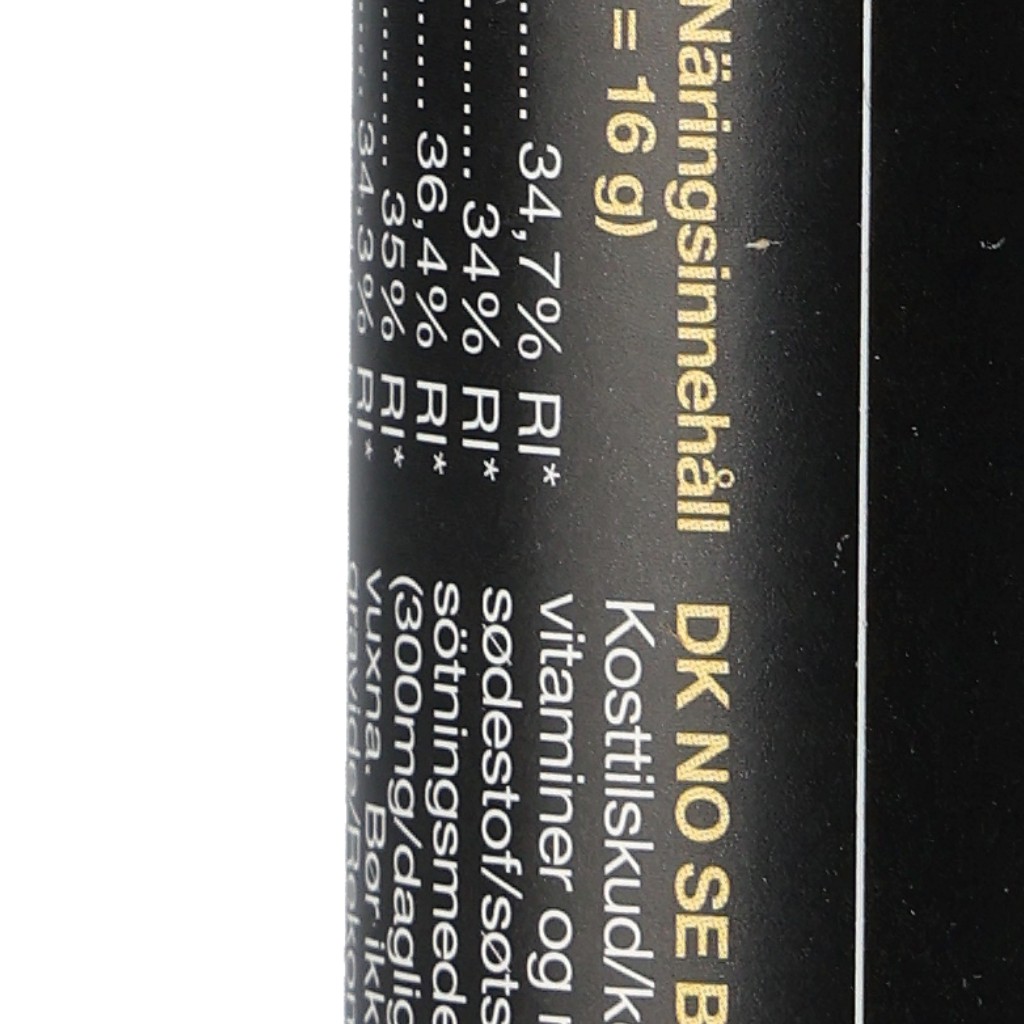 Näringsinnehåll
= 16 g)
34,7% RI*
34% RI*
36,4% RI*
35% RI*
34,3% RI*
DK NO SE B
Kosttilskud/k
vitaminer og
sødestof/søts
sötningsmede
(300mg/daglig
vuxna. Bør ikk